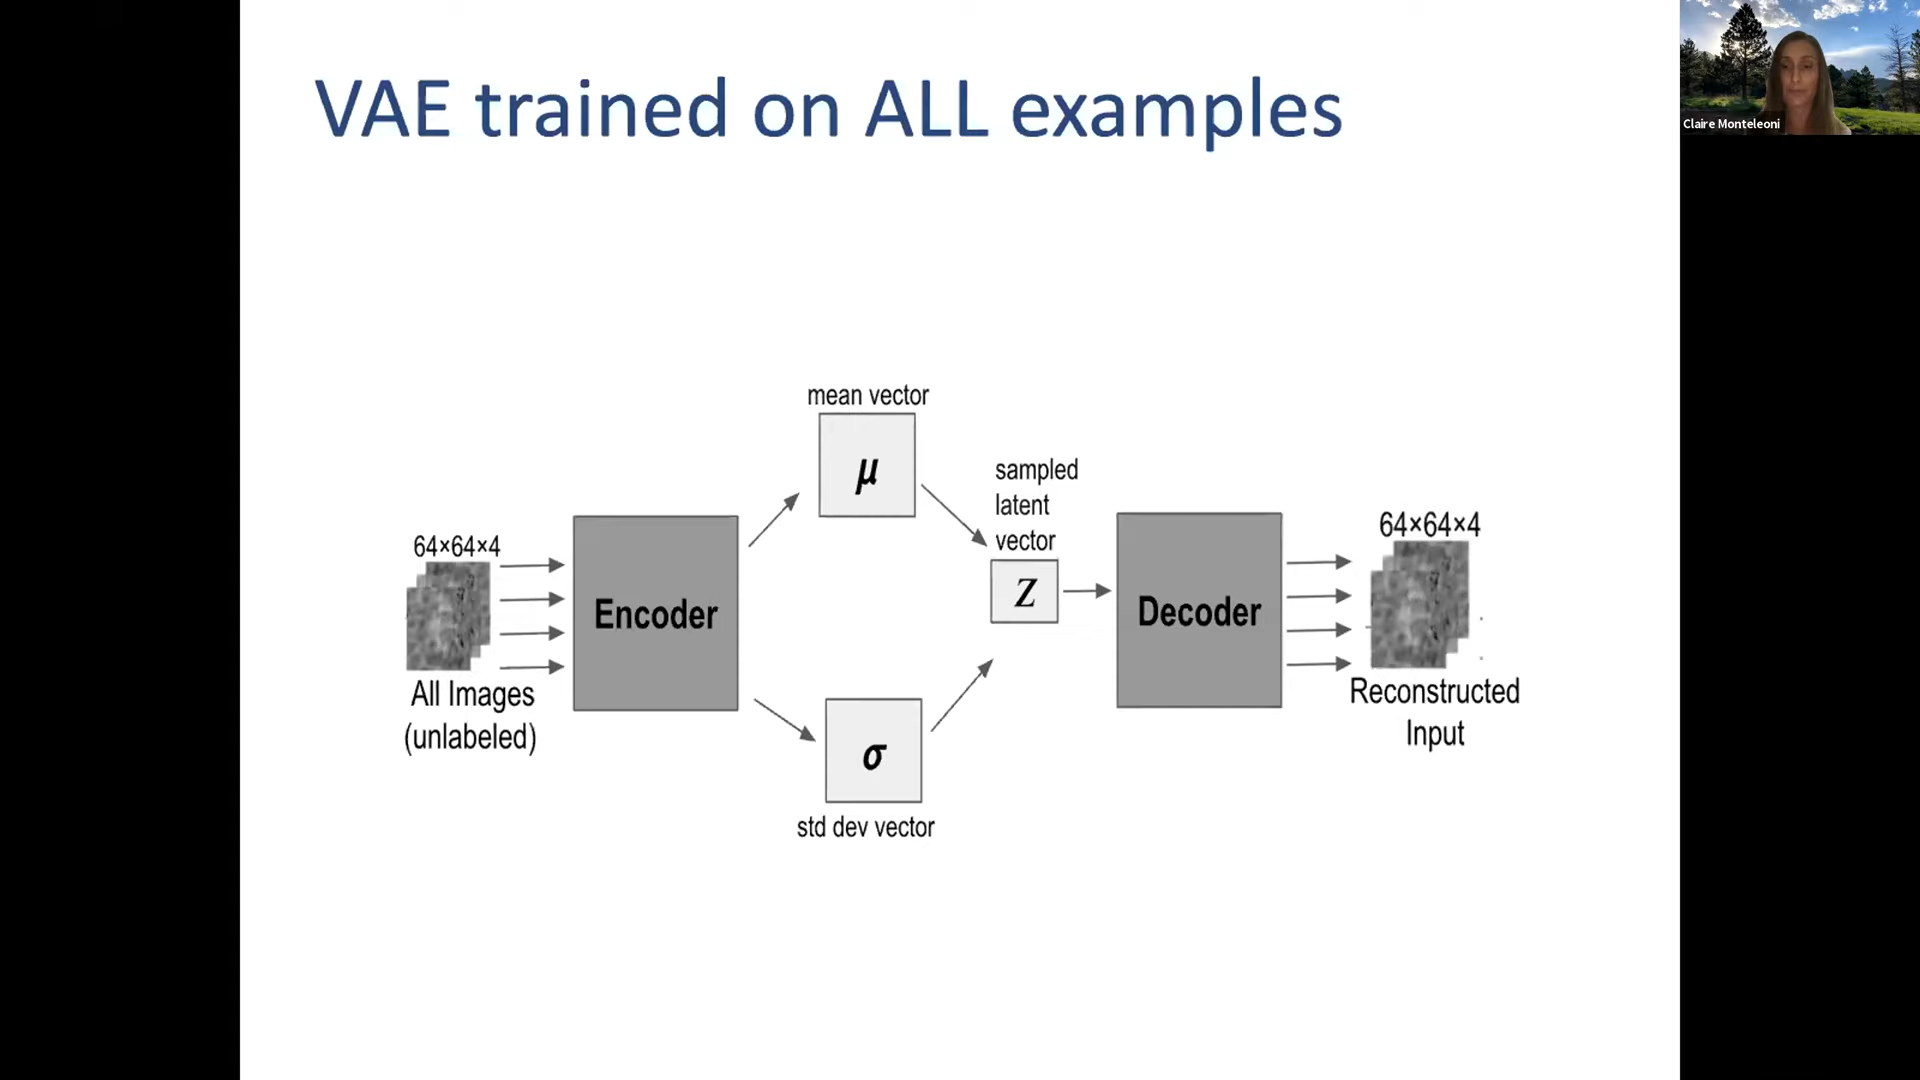 VAE trained on ALL examples
Claire Monteleoni
mean vector
μ
sampled
latent
vector
64×64×4
64×64×4
Encoder
Z
Decoder
All Images
(unlabeled)
Reconstructed
Input
σ
std dev vector